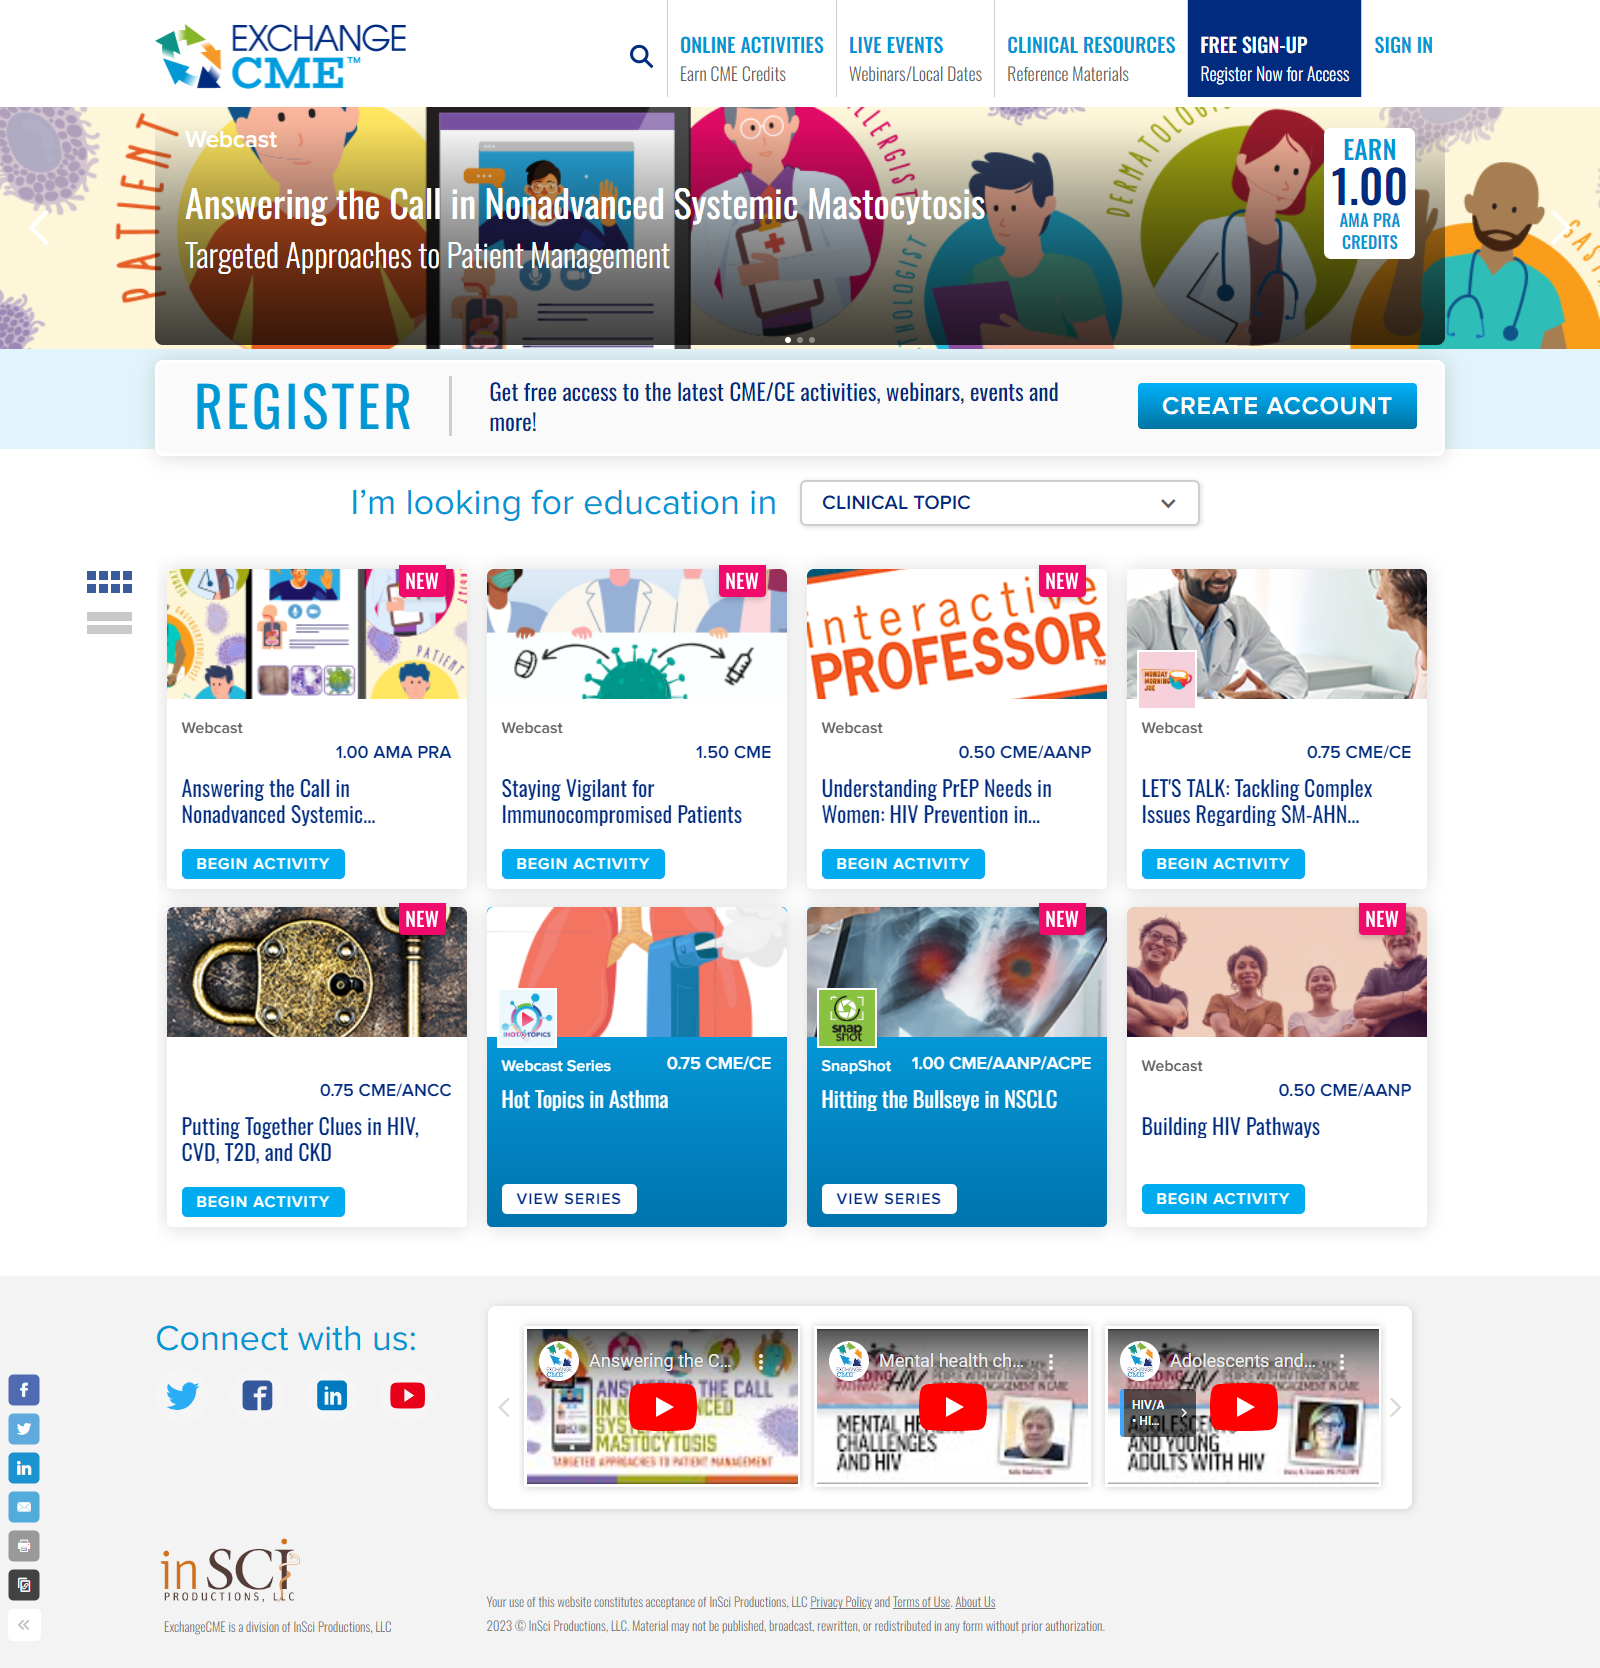 EXCHANGE
CME™
ONLINE ACTIVITIES
Earn CME Credits
LIVE EVENTS
Webinars/Local Dates
CLINICAL RESOURCES
Reference Materials
FREE SIGN-UP
Register Now for Access
SIGN IN
PATIENT
ALLERGIST
DERMATOLOG
THOLOGIST
GAST
Webcast
Answering the Call in Nonadvanced Systemic Mastocytosis
Targeted Approaches to Patient Management
EARN
1.00
AMA PRA
CREDITS
REGISTER
Get free access to the latest CME/CE activities, webinars, events and
more!
CREATE ACCOUNT
I'm looking for education in
CLINICAL TOPIC
NEW
PATIENT
Webcast
1.00 AMA PRA
Answering the Call in
Nonadvanced Systemic...
BEGIN ACTIVITY
NEW
Webcast
1.50 CME
Staying Vigilant for
Immunocompromised Patients
BEGIN ACTIVITY
NEW
interactive
PROFESSOR™
Webcast
0.50 CME/AANP
Understanding PrEP Needs in
Women: HIV Prevention in...
BEGIN ACTIVITY
MONDAY
MORNING
JOE
Webcast
0.75 CME/CE
LET'S TALK: Tackling Complex
Issues Regarding SM-AHN...
BEGIN ACTIVITY
NEW
0.75 CME/ANCC
Putting Together Clues in HIV,
CVD, T2D, and CKD
BEGIN ACTIVITY
HOT TOPICS
Webcast Series
0.75 CME/CE
Hot Topics in Asthma
VIEW SERIES
NEW
snap
shot
SnapShot
1.00 CME/AANP/ACPE
Hitting the Bullseye in NSCLC
VIEW SERIES
NEW
Webcast
0.50 CME/AANP
Building HIV Pathways
BEGIN ACTIVITY
Connect with us:
Answering the C...
ANSWERING THE CALL
IN NONADVANCED
SYSTEMIC
MASTOCYTOSIS
TARGETED APPROACHES TO PATIENT MANAGEMENT
Mental health ch...
MENTAL HEALTH
CHALLENGES
AND HIV
Adolescents and...
HIV/A
• HI...
ADOLESCENTS
AND YOUNG
ADULTS WITH HIV
inSCi
PRODUCTIONS, LLC
ExchangeCME is a division of InSci Productions, LLC
Your use of this website constitutes acceptance of InSci Productions, LLC Privacy Policy and Terms of Use. About Us
2023 © InSci Productions, LLC. Material may not be published, broadcast, rewritten, or redistributed in any form without prior authorization.